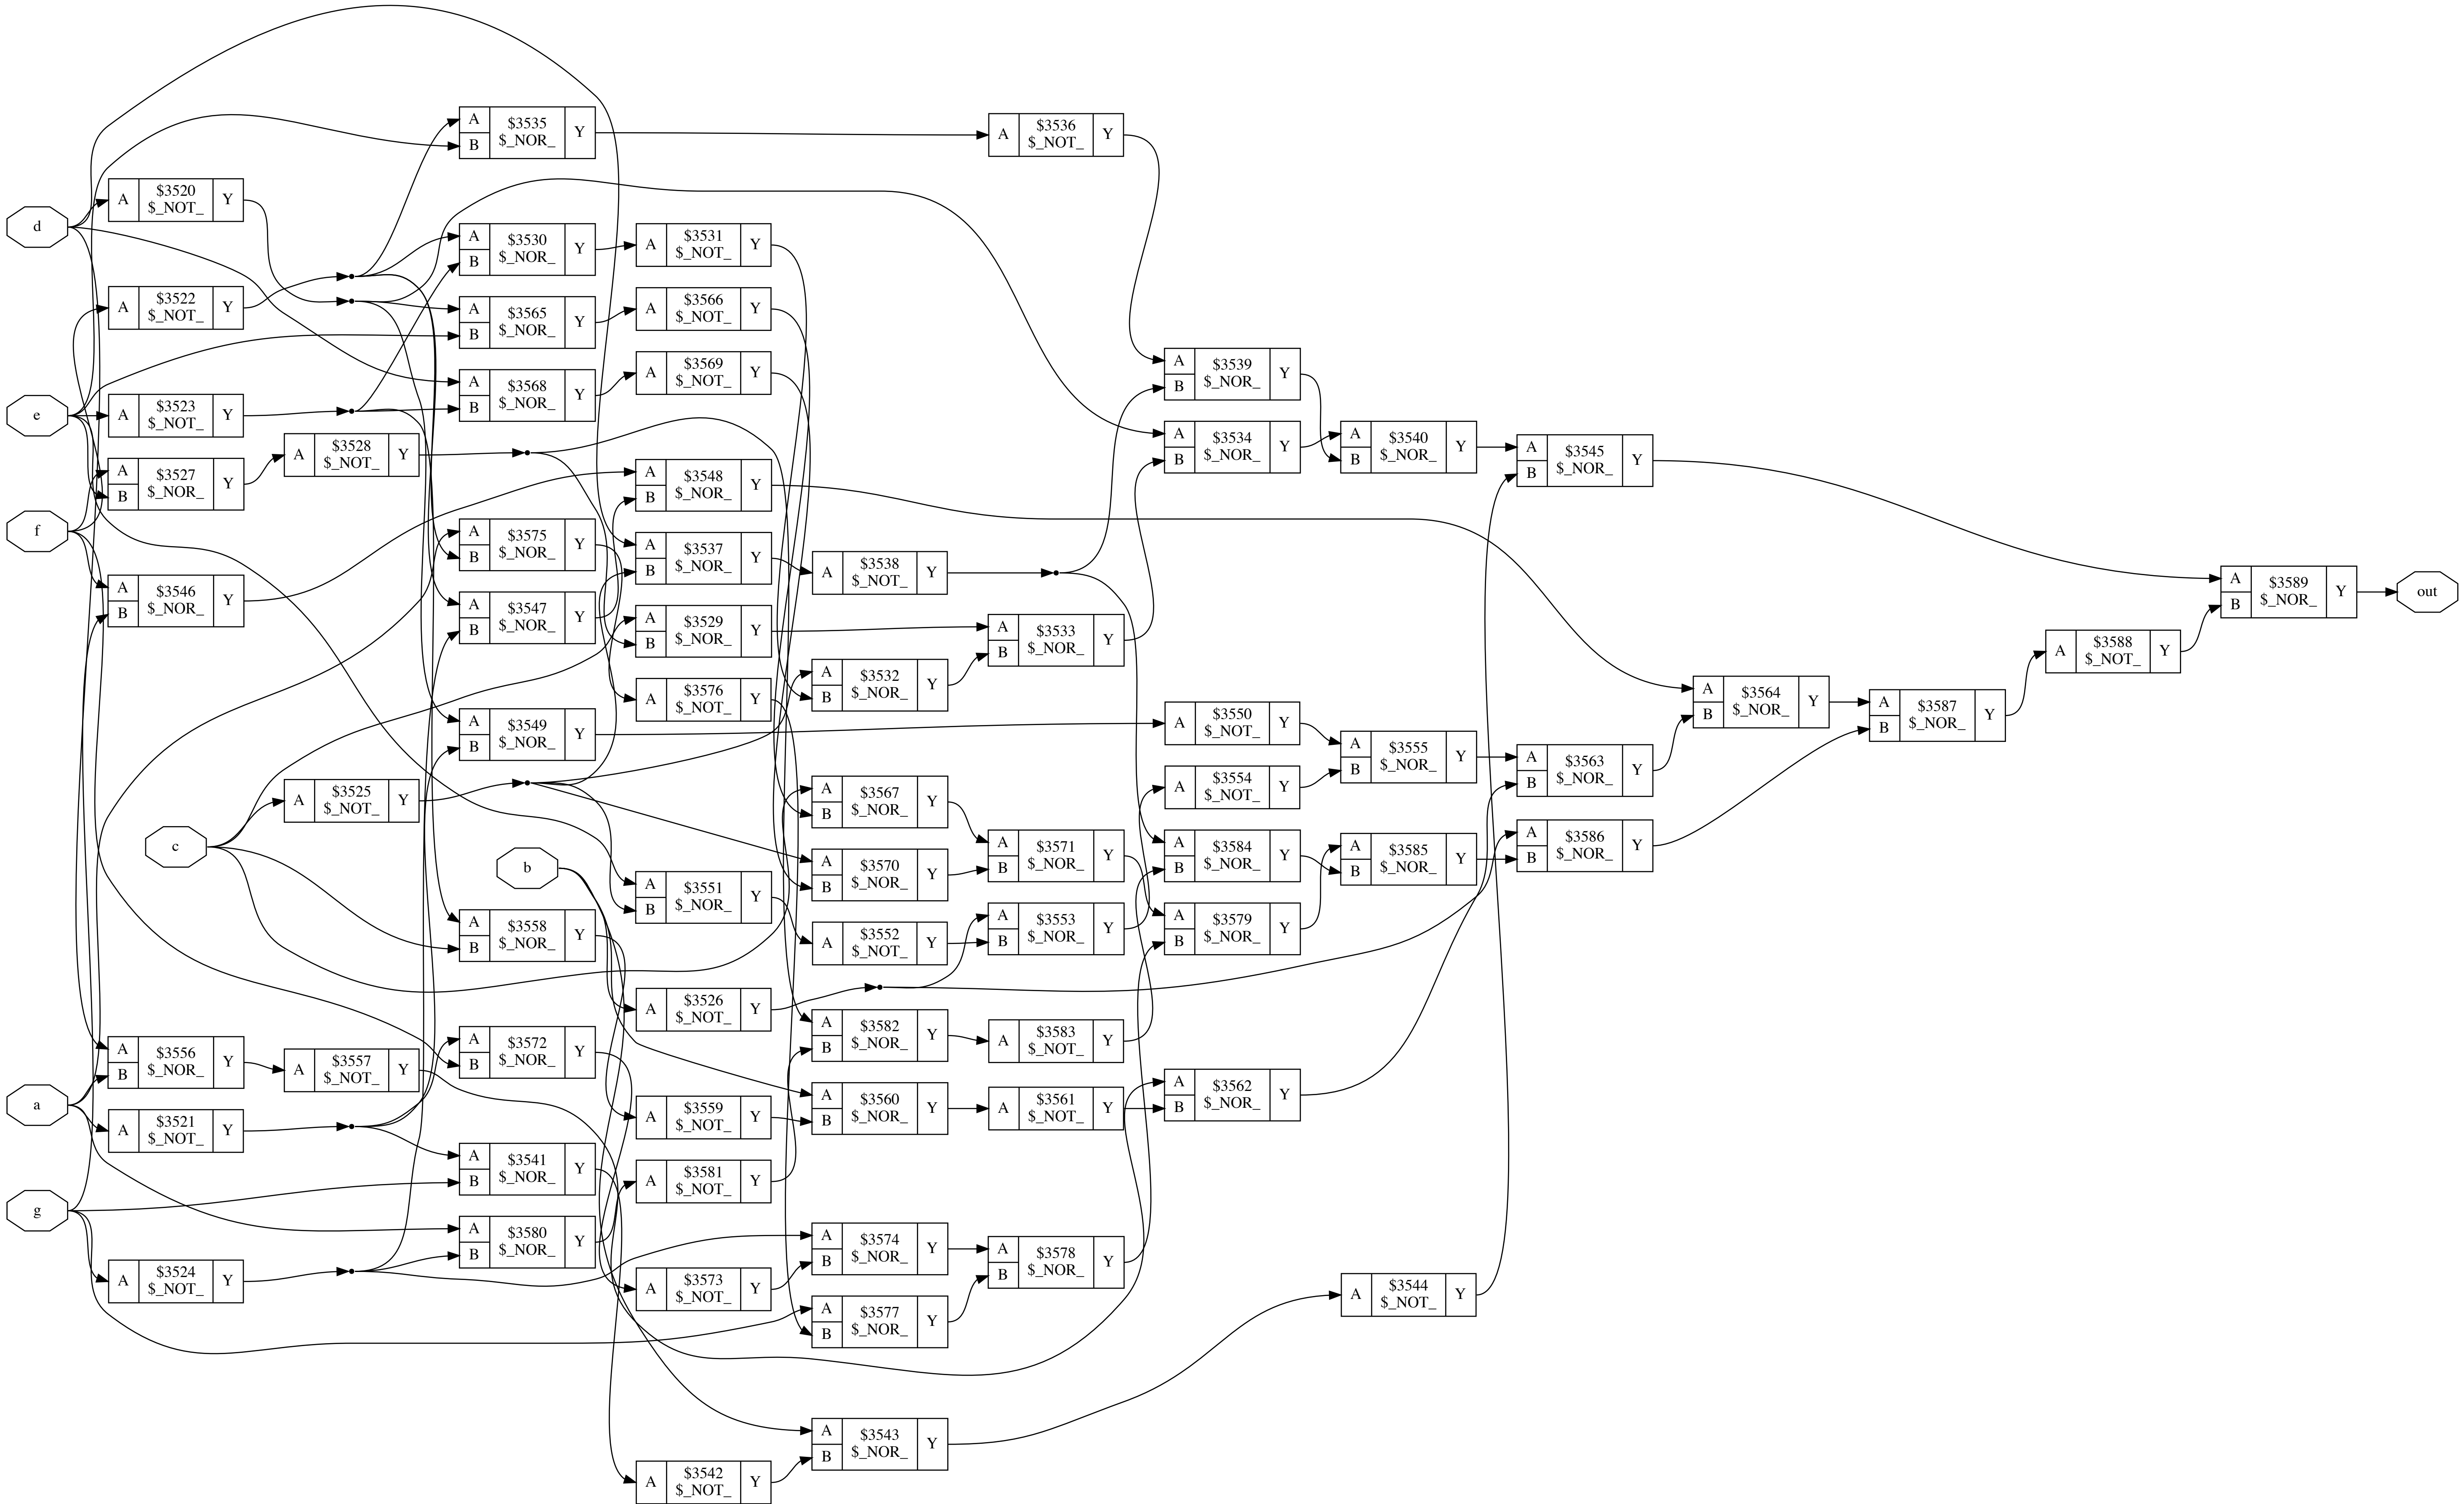 d
e
f
a
g
A $3520 Y
$_NOT_
A $3522 Y
$_NOT_
A $3523 Y
$_NOT_
A $3527 Y
B $_NOR_
A $3546 Y
B $_NOR_
c
A $3556 Y
B $_NOR_
A $3521 Y
$_NOT_
A $3524 Y
$_NOT_
A $3528 Y
$_NOT_
A $3525 Y
$_NOT_
A $3557 Y
$_NOT_
A $3535 Y
B $_NOR_
A $3530 Y
B $_NOR_
A $3565 Y
B $_NOR_
A $3568 Y
B $_NOR_
A $3575 Y
B $_NOR_
A $3547 Y
B $_NOR_
A $3549 Y
B $_NOR_
b
A $3558 Y
B $_NOR_
A $3572 Y
B $_NOR_
A $3541 Y
B $_NOR_
A $3580 Y
B $_NOR_
A $3531 Y
$_NOT_
A $3566 Y
$_NOT_
A $3569 Y
$_NOT_
A $3548 Y
B $_NOR_
A $3537 Y
B $_NOR_
A $3529 Y
B $_NOR_
A $3576 Y
$_NOT_
A $3551 Y
B $_NOR_
A $3526 Y
$_NOT_
A $3559 Y
$_NOT_
A $3581 Y
$_NOT_
A $3573 Y
$_NOT_
A $3542 Y
$_NOT_
A $3538 Y
$_NOT_
A $3532 Y
B $_NOR_
A $3567 Y
B $_NOR_
A $3570 Y
B $_NOR_
A $3552 Y
$_NOT_
A $3582 Y
B $_NOR_
A $3560 Y
B $_NOR_
A $3574 Y
B $_NOR_
A $3577 Y
B $_NOR_
A $3543 Y
B $_NOR_
A $3536 Y
$_NOT_
A $3533 Y
B $_NOR_
A $3571 Y
B $_NOR_
A $3553 Y
B $_NOR_
A $3583 Y
$_NOT_
A $3561 Y
$_NOT_
A $3578 Y
B $_NOR_
A $3539 Y
B $_NOR_
A $3534 Y
B $_NOR_
A $3550 Y
$_NOT_
A $3554 Y
$_NOT_
A $3584 Y
B $_NOR_
A $3579 Y
B $_NOR_
A $3562 Y
B $_NOR_
A $3540 Y
B $_NOR_
A $3555 Y
B $_NOR_
A $3585 Y
B $_NOR_
A $3544 Y
$_NOT_
A $3545 Y
B $_NOR_
A $3563 Y
B $_NOR_
A $3586 Y
B $_NOR_
A $3564 Y
B $_NOR_
A $3587 Y
B $_NOR_
A $3588 Y
$_NOT_
A $3589 Y
B $_NOR_
out